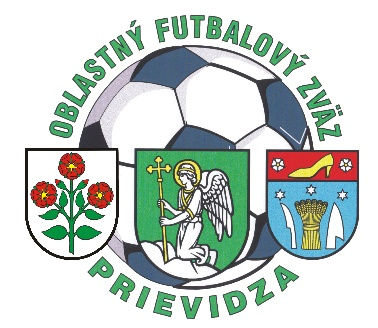 OBLASTNÝ FUTBALOVÝ ZVÄZ
PRIEVIDZA